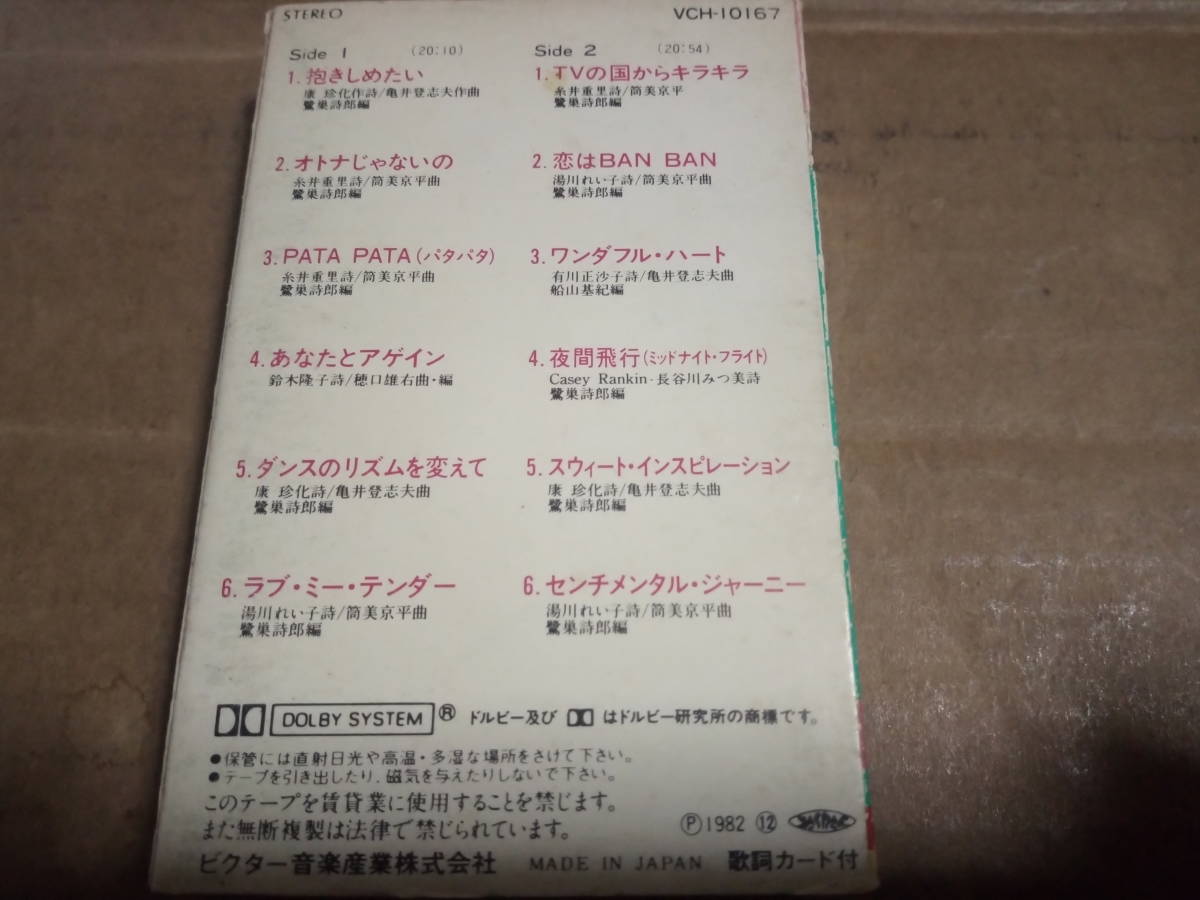 STEREO
VCH-10167
Side 1 (20:10)
1. 抱きしめたい
康 珍化作詩/亀井登志夫作曲
鷺巣詩郎編
2. オトナじゃないの
糸井重里詩/筒美京平曲
鷺巣詩郎編
3. PATA PATA(パタパタ)
糸井重里詩/筒美京平曲
鷺巣詩郎編
4. あなたとアゲイン
鈴木隆子詩/穂口雄右曲・編
5. ダンスのリズムを変えて
康 珍化詩/亀井登志夫曲
鷺巣詩郎編
6. ラブ・ミー・テンダー
湯川れい子詩/筒美京平曲
鷺巣詩郎編
Side 2 (20:54)
1. TVの国からキラキラ
糸井重里詩/筒美京平
鷺巣詩郎編
2. 恋はBAN BAN
湯川れい子詩/筒美京平曲
鷺巣詩郎編
3. ワンダフル・ハート
有川正沙子詩/亀井登志夫曲
船山基紀編
4. 夜間飛行(ミッドナイト・フライト)
Casey Rankin-長谷川みつ美詩
鷺巣詩郎編
5. スウィート・インスピレーション
康 珍化詩/亀井登志夫曲
鷺巣詩郎編
6. センチメンタル・ジャーニー
湯川れい子詩/筒美京平曲
鷺巣詩郎編
DOLBY SYSTEM ® ドルビー及び はドルビー研究所の商標です。
●保管には直射日光や高温・多湿な場所をさけて下さい。
●テープを引き出したり、磁気を与えたりしないで下さい。
このテープを賃貸業に使用することを禁じます。
また無断複製は法律で禁じられています。
Ⓟ1982 ⑫ JASRAC
ビクター音楽産業株式会社 MADE IN JAPAN 歌詞カード付